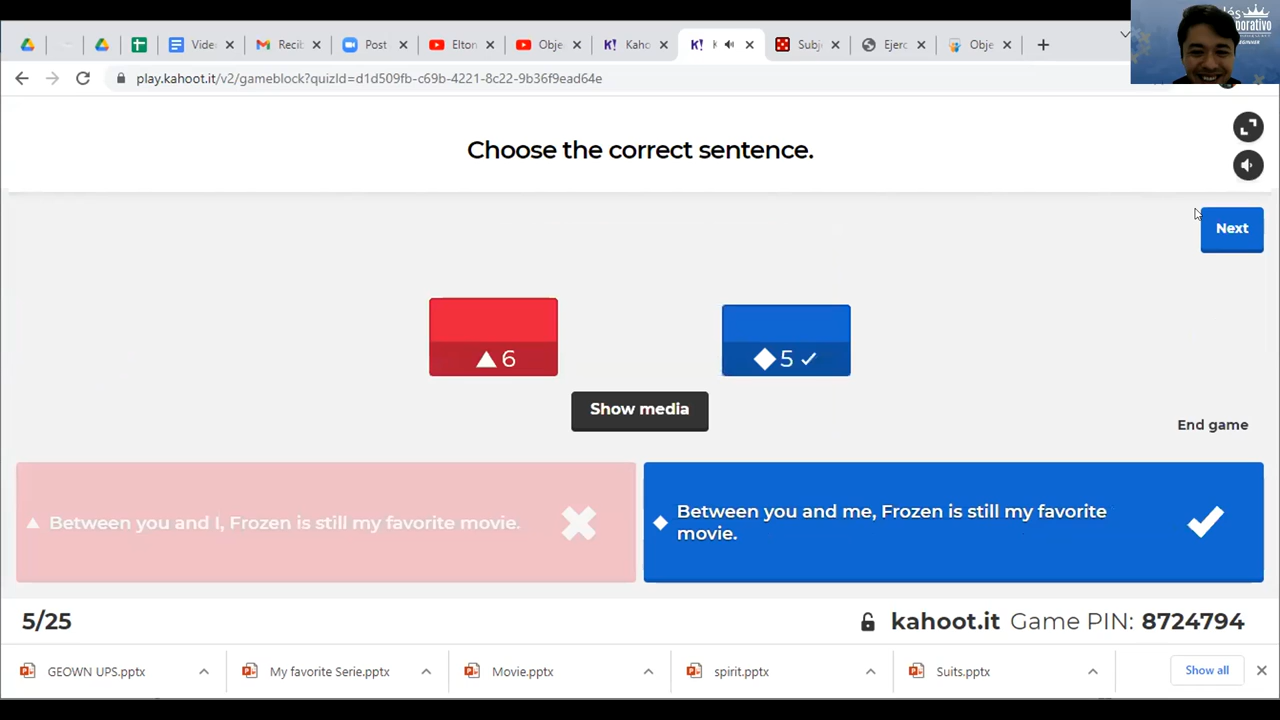 Vide
Recib
Post
Elton
Ove
K! Kaho
K!
Subje
Ejerc
Obje
play.kahoot.it/v2/gameblock?quizId=d1d509fb-c69b-4221-8c22-9b36f9ead64e
Choose the correct sentence.
Next
6
5
Show media
End game
Between you and I, Frozen is still my favorite movie.
Between you and me, Frozen is still my favorite
movie.
5/25
kahoot.it Game PIN: 8724794
GEOWN UPS.pptx
My favorite Serie.pptx
Movie.pptx
spirit.pptx
Suits.pptx
Show all